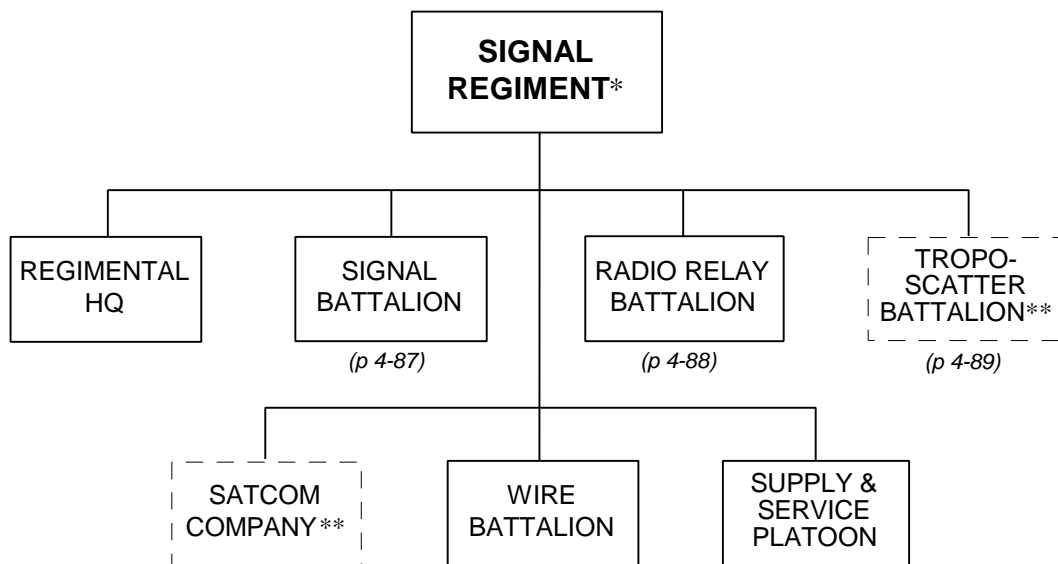 SIGNAL
REGIMENT*
REGIMENTAL
HQ
SIGNAL
BATTALION
(p 4-87)
RADIO RELAY
BATTALION
(p 4-88)
TROPO-
SCATTER
BATTALION**
(p 4-89)
SATCOM
COMPANY**
WIRE
BATTALION
SUPPLY &
SERVICE
PLATOON